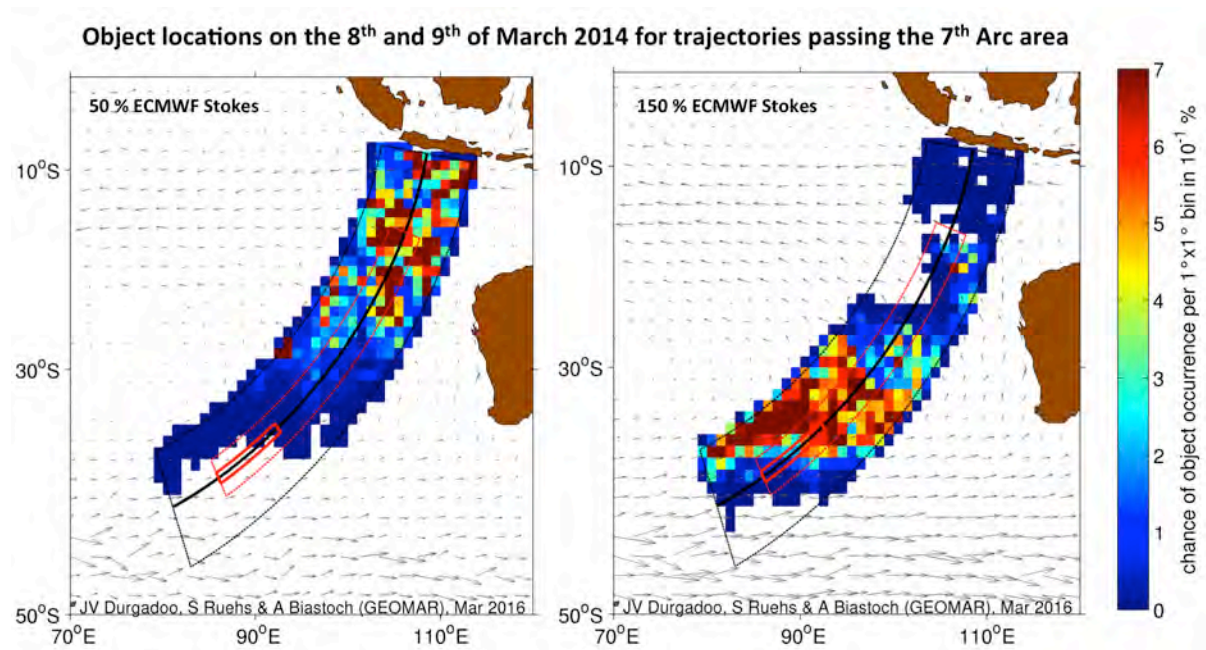 Object locations on the 8th and 9th of March 2014 for trajectories passing the 7th Arc area
50 % ECMWF Stokes
10°S
30°S
50°S
70°E
90°E
110°E
JV Durgadoo, S Ruehs & A Biastoch (GEOMAR), Mar 2016
150 % ECMWF Stokes
10°S
30°S
50°S
70°E
90°E
110°E
JV Durgadoo, S Ruehs & A Biastoch (GEOMAR), Mar 2016
7
6
5
4
3
2
1
0
chance of object occurrence per 1° x1° bin in 10⁻¹ %